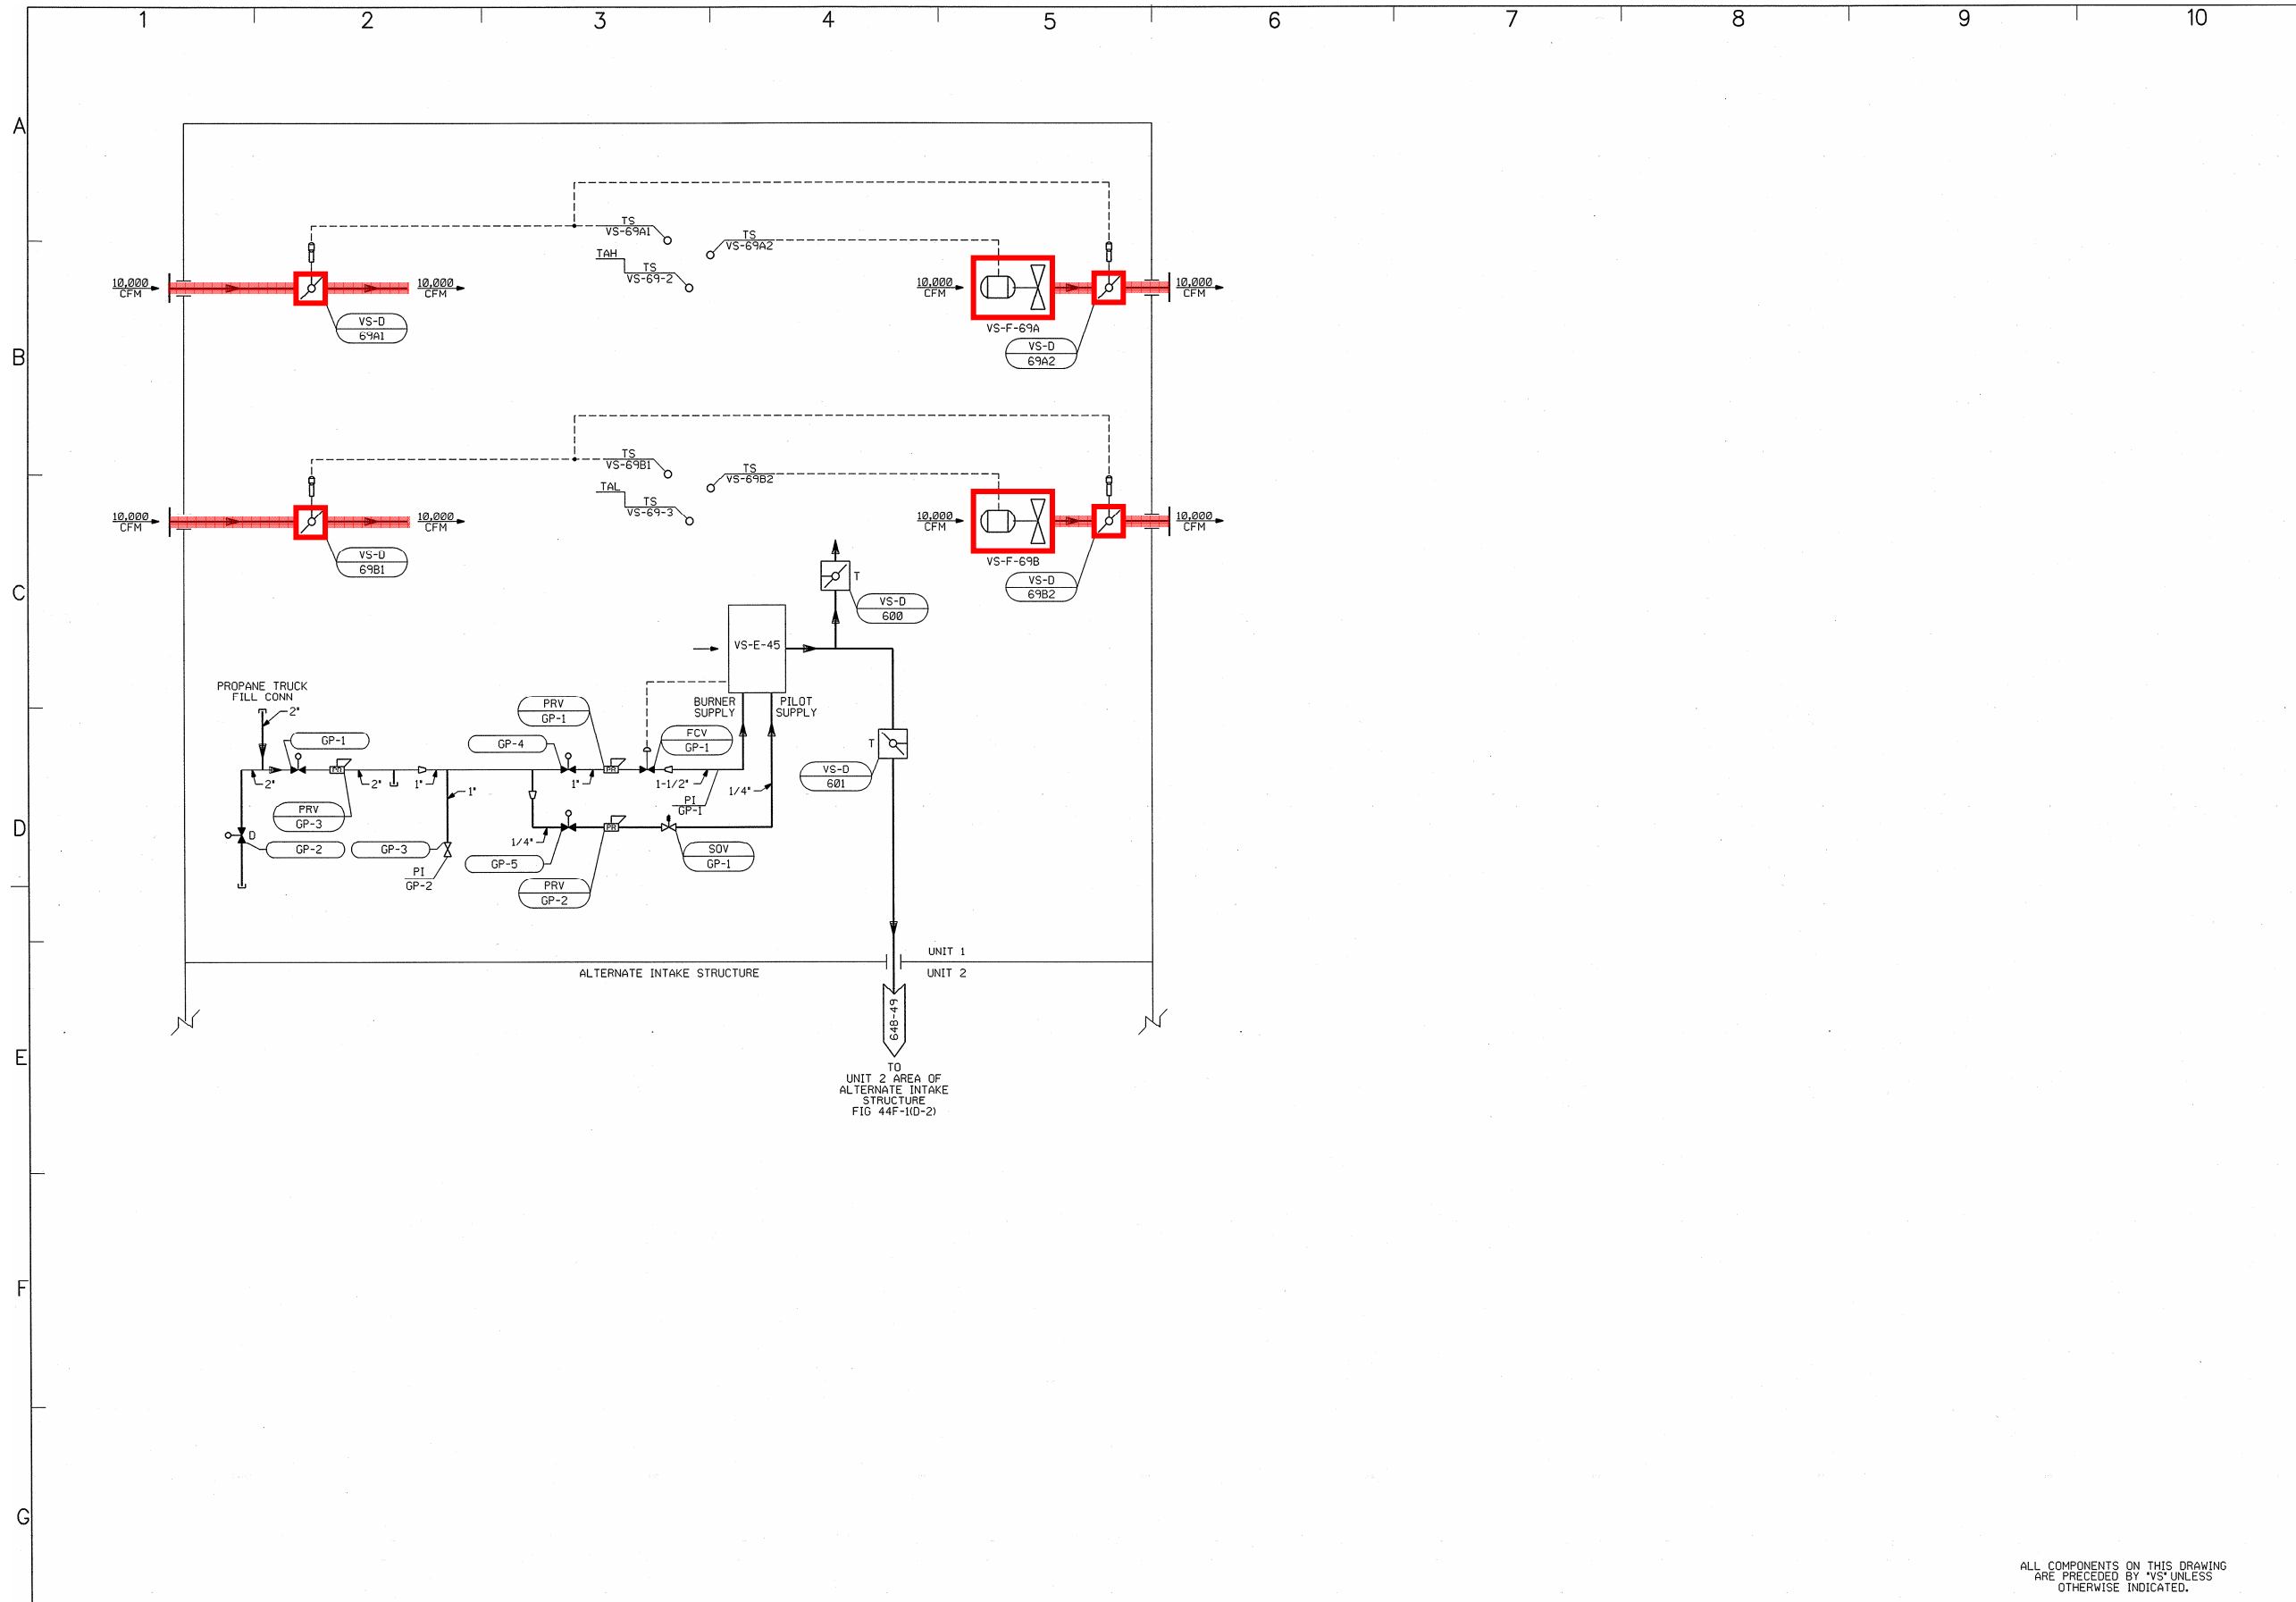 1 2 3 4 5 6 7 8 9 10
A
TS
VS-69A1
TS
VS-69A2
TAH
TS
VS-69-2
10,000
CFM
10,000
CFM
10,000
CFM
10,000
CFM
VS-D
69A1
VS-F-69A
VS-D
69A2
B
TS
VS-69B1
TS
VS-69B2
TAL
TS
VS-69-3
10,000
CFM
10,000
CFM
10,000
CFM
10,000
CFM
VS-D
69B1
VS-F-69B
VS-D
69B2
C
T
VS-D
600
VS-E-45
PROPANE TRUCK
FILL CONN
2"
BURNER
SUPPLY
PILOT
SUPPLY
PRV
GP-1
FCV
GP-1
GP-1
GP-4
T
VS-D
601
PR
PR
2"
2"
1"
1"
1-1/2"
1"
1/4"
PI
GP-1
PRV
GP-3
D
D
GP-2
GP-3
PI
GP-2
PR
1/4"
GP-5
SOV
GP-1
PRV
GP-2
UNIT 1
ALTERNATE INTAKE STRUCTURE
UNIT 2
648-49
E
TO
UNIT 2 AREA OF
ALTERNATE INTAKE
STRUCTURE
FIG 44F-1(D-2)
F
G
ALL COMPONENTS ON THIS DRAWING
ARE PRECEDED BY "VS" UNLESS
OTHERWISE INDICATED.